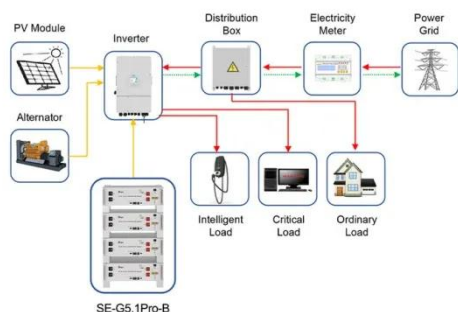 PV Module
Inverter
Distribution
Box
Electricity
Meter
Power
Grid
Alternator
Intelligent
Load
Critical
Load
Ordinary
Load
SE-G5.1Pro-B